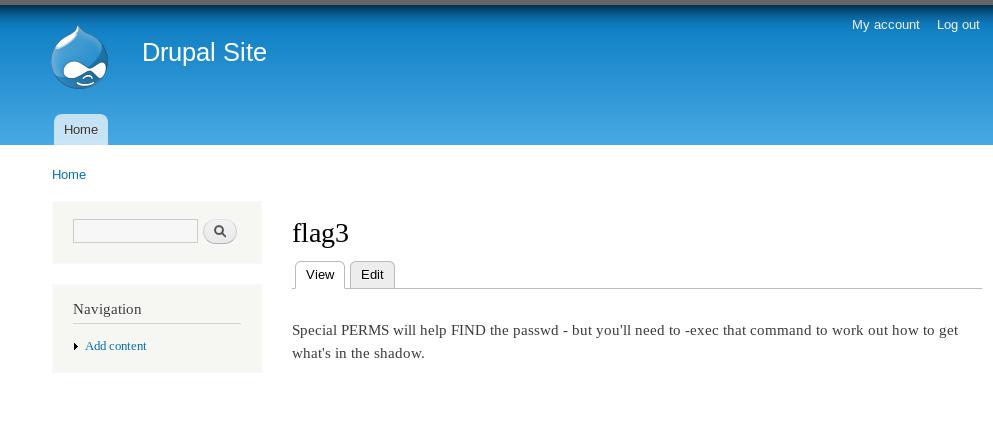 My account Log out
Drupal Site
Home
Home
flag3
View Edit
Navigation
Add content
Special PERMS will help FIND the passwd - but you'll need to -exec that command to work out how to get
what's in the shadow.